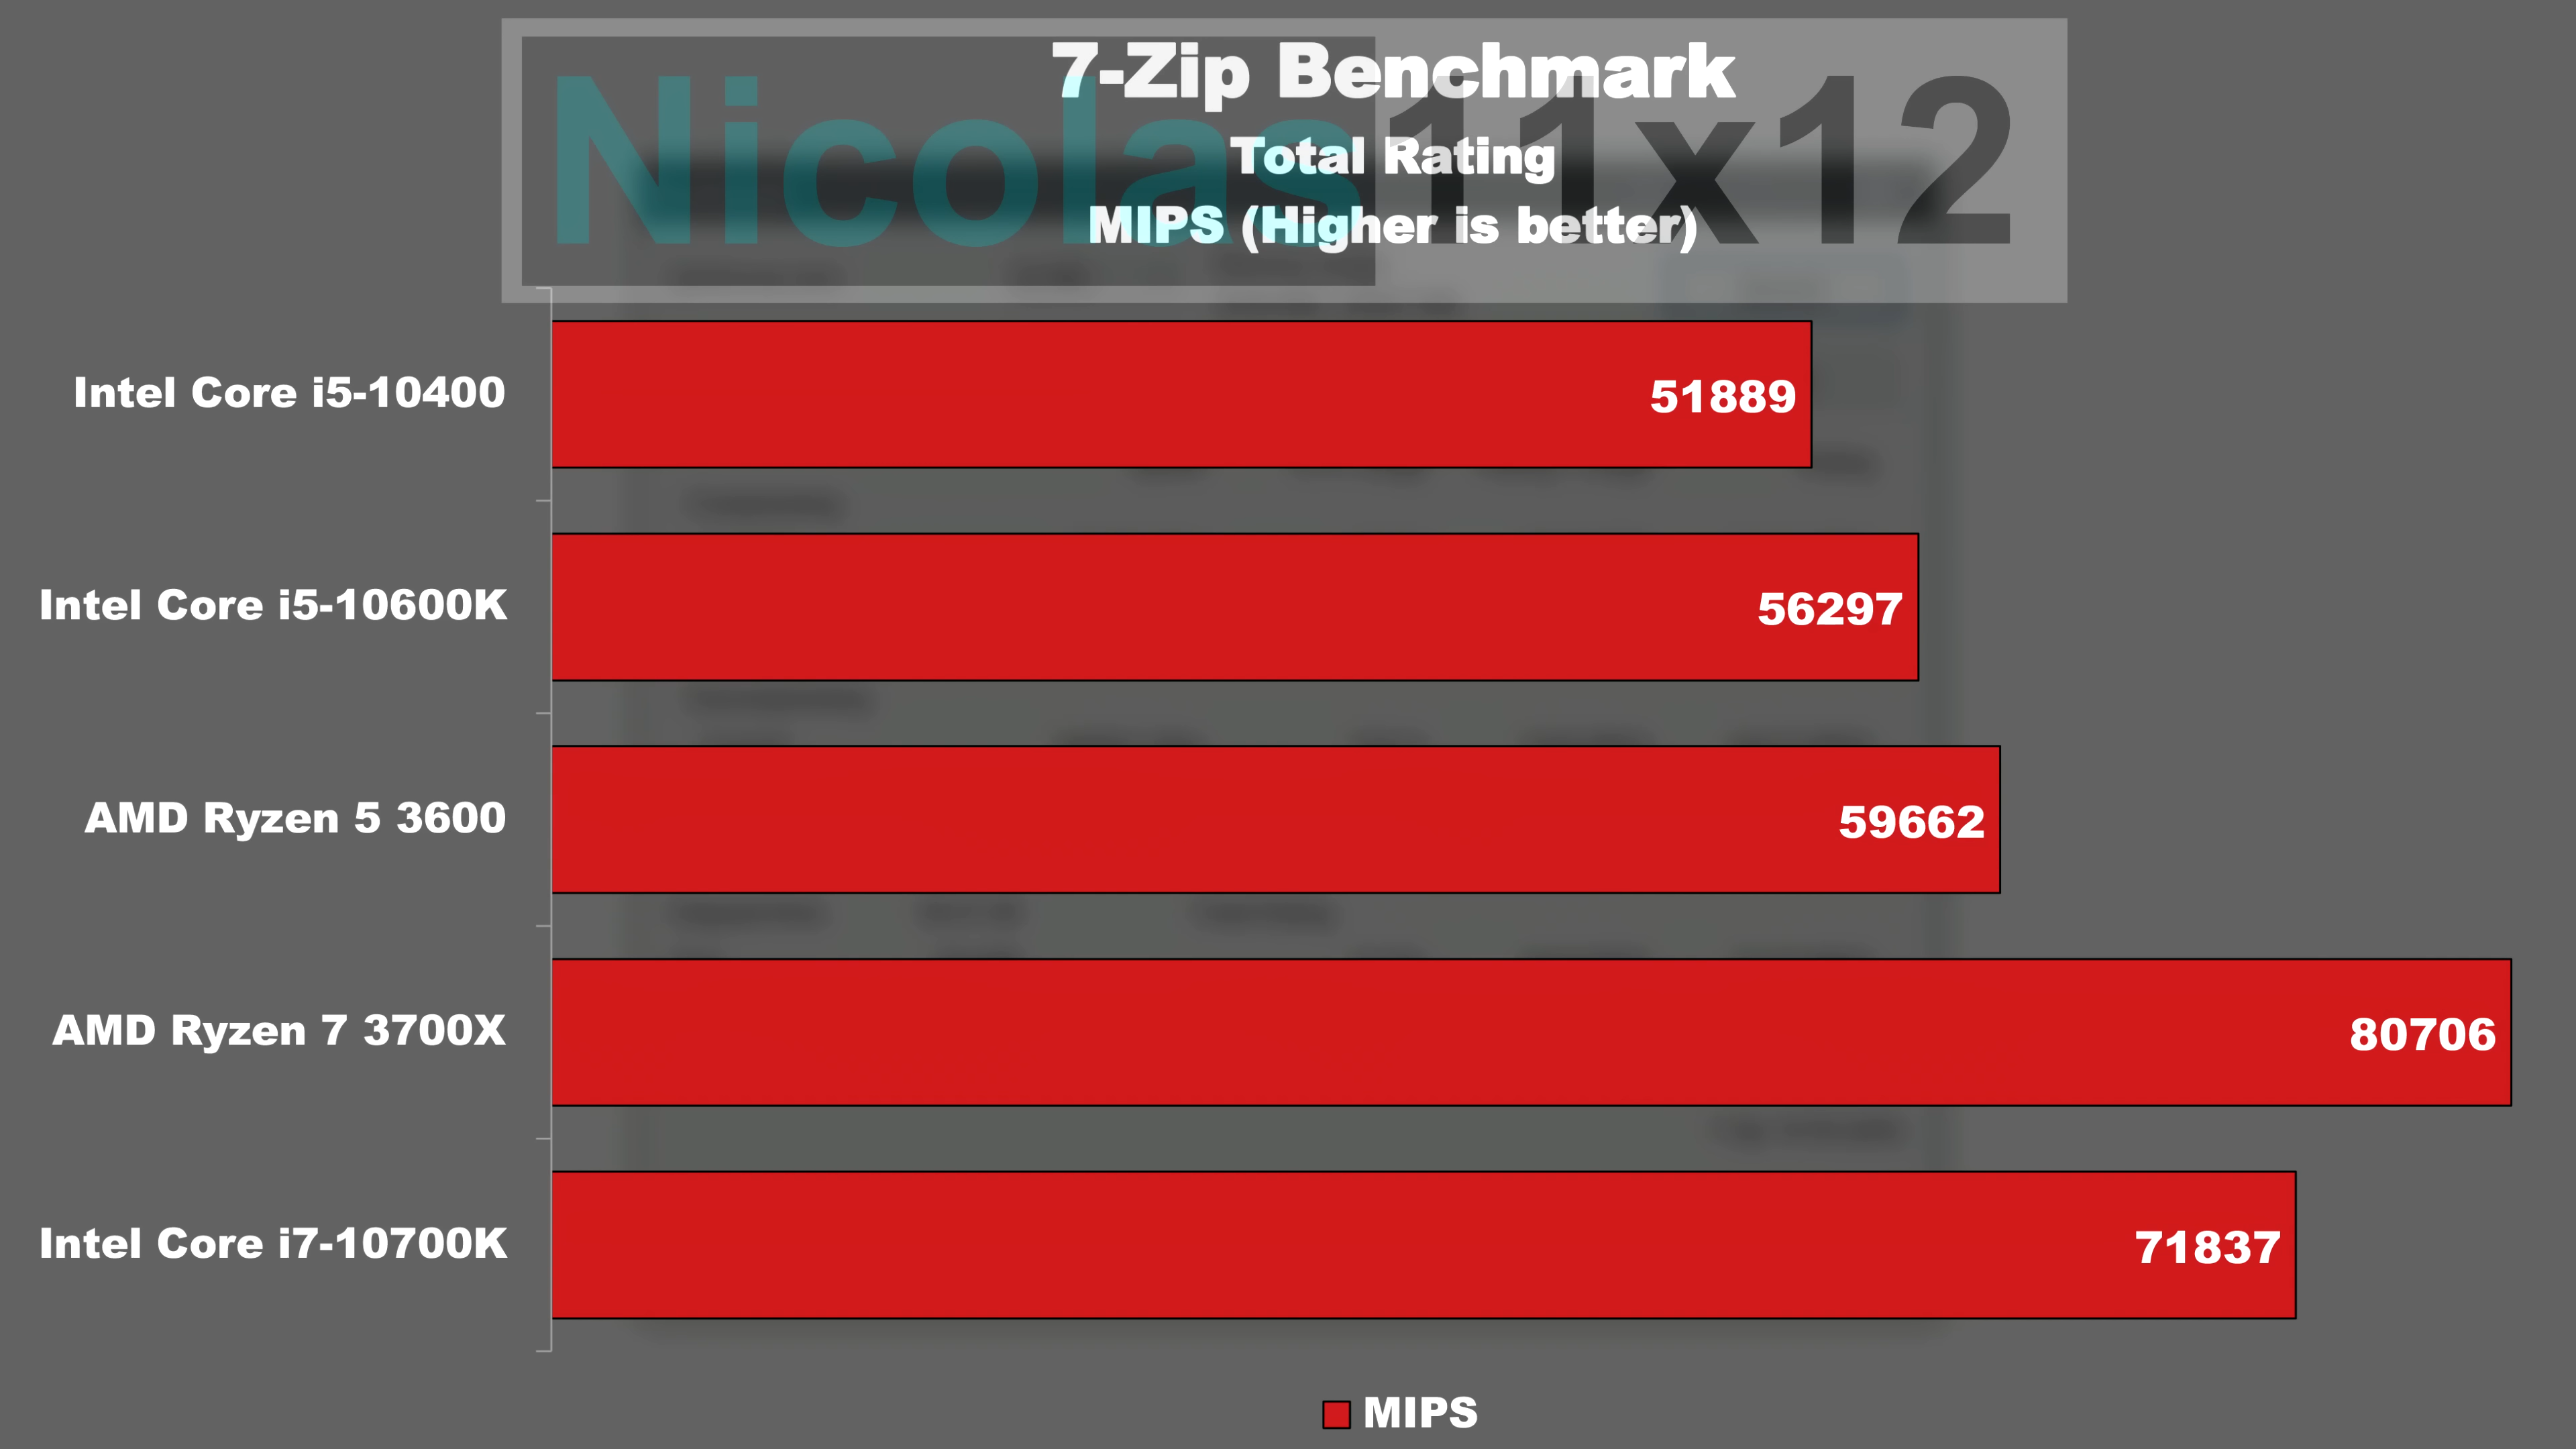 Nicolas11x12
7-Zip Benchmark
Total Rating
MIPS (Higher is better)
Intel Core i5-10400
51889
Intel Core i5-10600K
56297
AMD Ryzen 5 3600
59662
AMD Ryzen 7 3700X
80706
Intel Core i7-10700K
71837
MIPS